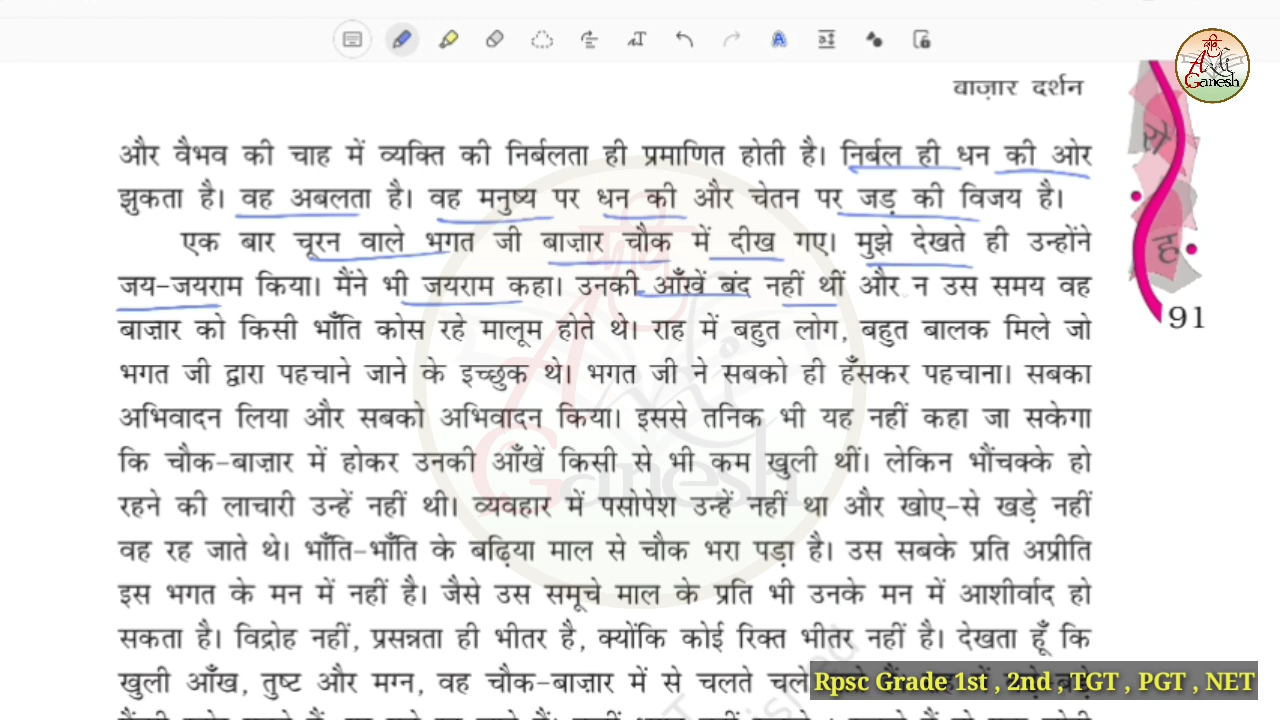 बाज़ार दर्शन
और वैभव की चाह में व्यक्ति की निर्बलता ही प्रमाणित होती है। निर्बल ही धन की ओर
झुकता है। वह अबलता है। वह मनुष्य पर धन की और चेतन पर जड़ की विजय है।
एक बार चूरन वाले भगत जी बाज़ार चौक में दीख गए। मुझे देखते ही उन्होंने
जय-जयराम किया। मैंने भी जयराम कहा। उनकी आँखें बंद नहीं थीं और न उस समय वह
बाज़ार को किसी भाँति कोस रहे मालूम होते थे। राह में बहुत लोग, बहुत बालक मिले जो
भगत जी द्वारा पहचाने जाने के इच्छुक थे। भगत जी ने सबको ही हँसकर पहचाना। सबका
अभिवादन लिया और सबको अभिवादन किया। इससे तनिक भी यह नहीं कहा जा सकेगा
कि चौक-बाज़ार में होकर उनकी आँखें किसी से भी कम खुली थीं। लेकिन भौंचक्के हो
रहने की लाचारी उन्हें नहीं थी। व्यवहार में पसोपेश उन्हें नहीं था और खोए-से खड़े नहीं
वह रह जाते थे। भाँति-भाँति के बढ़िया माल से चौक भरा पड़ा है। उस सबके प्रति अप्रीति
इस भगत के मन में नहीं है। जैसे उस समूचे माल के प्रति भी उनके मन में आशीर्वाद हो
सकता है। विद्रोह नहीं, प्रसन्नता ही भीतर है, क्योंकि कोई रिक्त भीतर नहीं है। देखता हूँ कि
खुली आँख, तुष्ट और मग्न, वह चौक-बाज़ार में से चलते चले
91
Rpsc Grade 1st , 2nd , TGT , PGT , NET
Ganesh